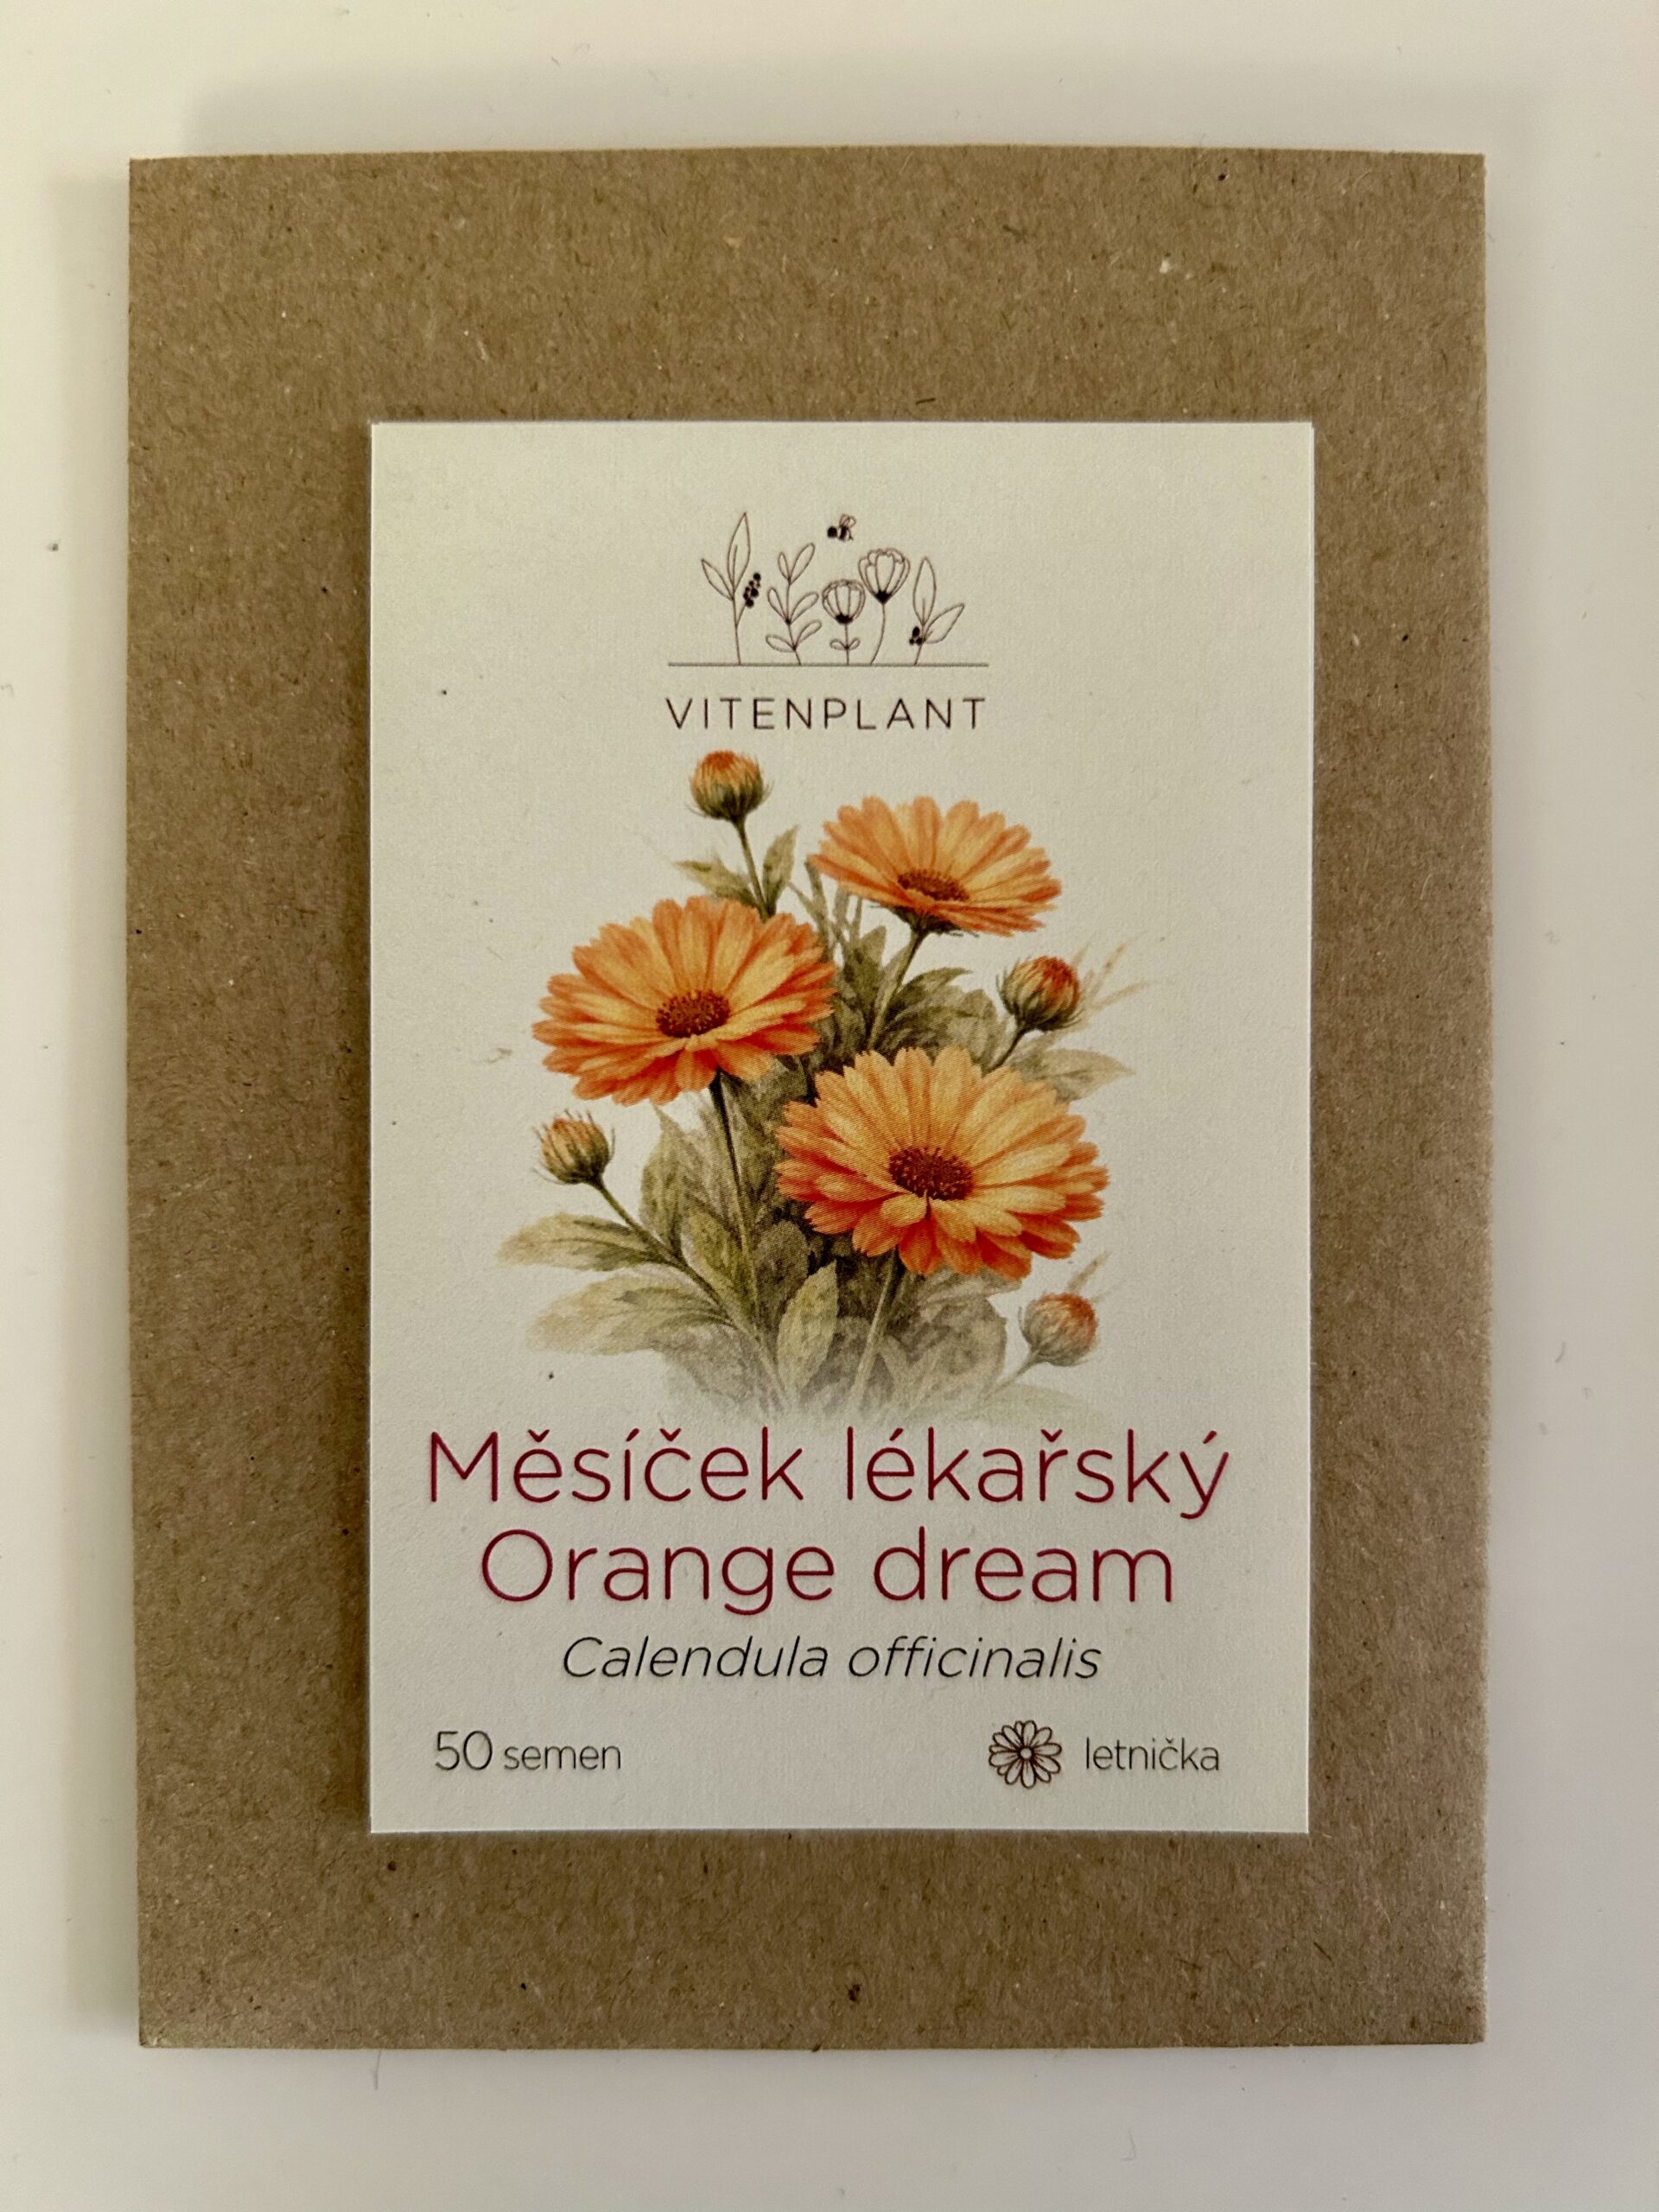 VITENPLANT
Měsíček lékařský
Orange dream
Calendula officinalis
50 semen
letnička